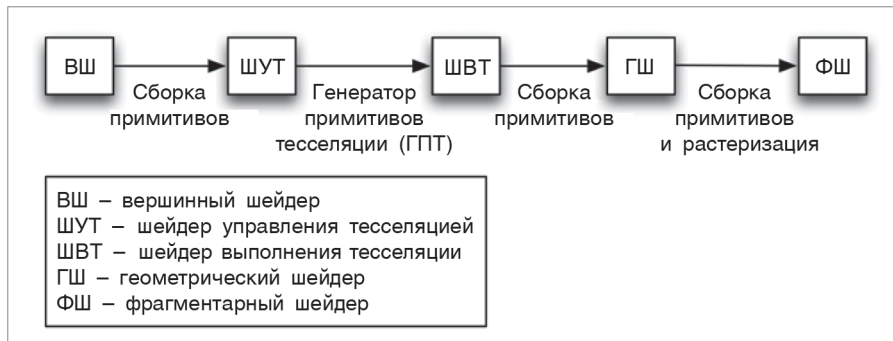 ВШ
ШУТ
ШВТ
ГШ
ФШ
Сборка
примитивов
Генератор
примитивов
тесселяции (ГПТ)
Сборка
примитивов
Сборка
примитивов
и растеризация
ВШ – вершинный шейдер
ШУТ – шейдер управления тесселяцией
ШВТ – шейдер выполнения тесселяции
ГШ – геометрический шейдер
ФШ – фрагментарный шейдер